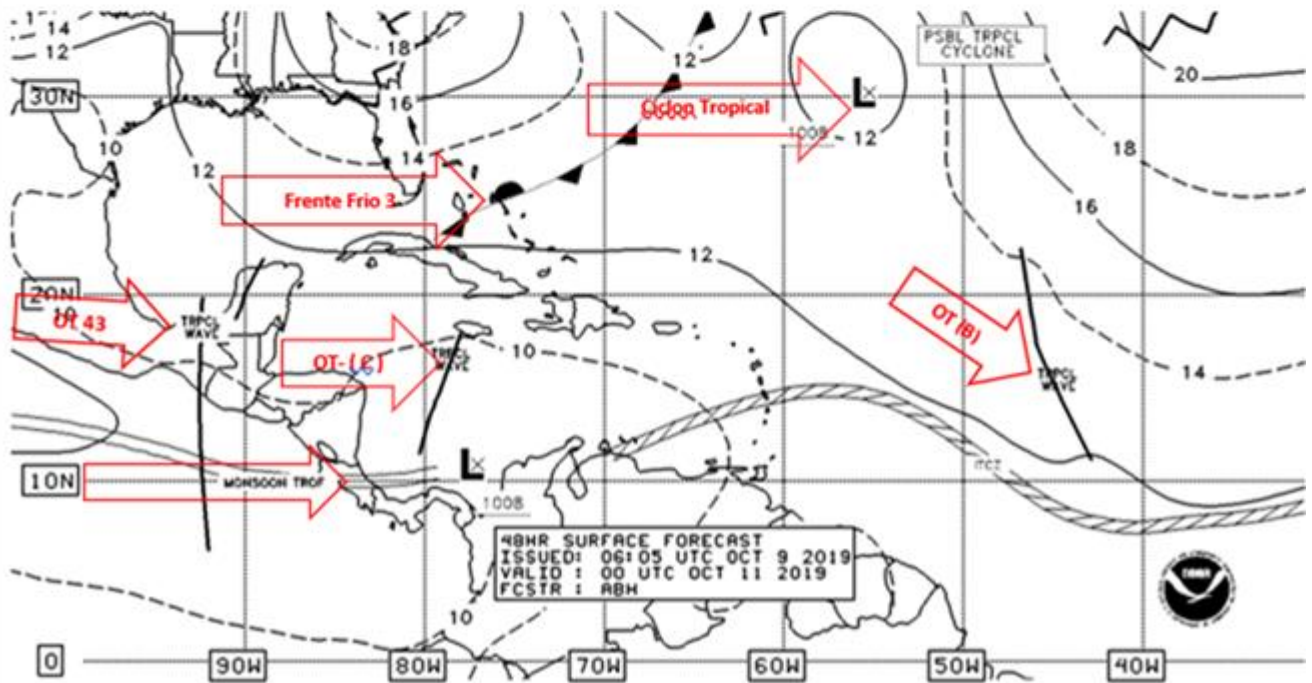 14
12
18
12
PSBL TRPCL
CYCLONE
20
30N
16
Ciclon Tropical
L
1008
12
10
14
18
12
Frente Frio 3
16
12
20N
10
OT 43
TRPCL
WAVE
OT (B)
OT- ( C )
TRPCL
WAVE
10
TRPCL
WAVE
14
L
ITCZ
10N
MONSOON TROF
1008
48HR SURFACE FORECAST
ISSUED: 06:05 UTC OCT 9 2019
VALID : 00 UTC OCT 11 2019
FCSTR : ABH
10
10
NOAA
0
90W
80W
70W
60W
50W
40W